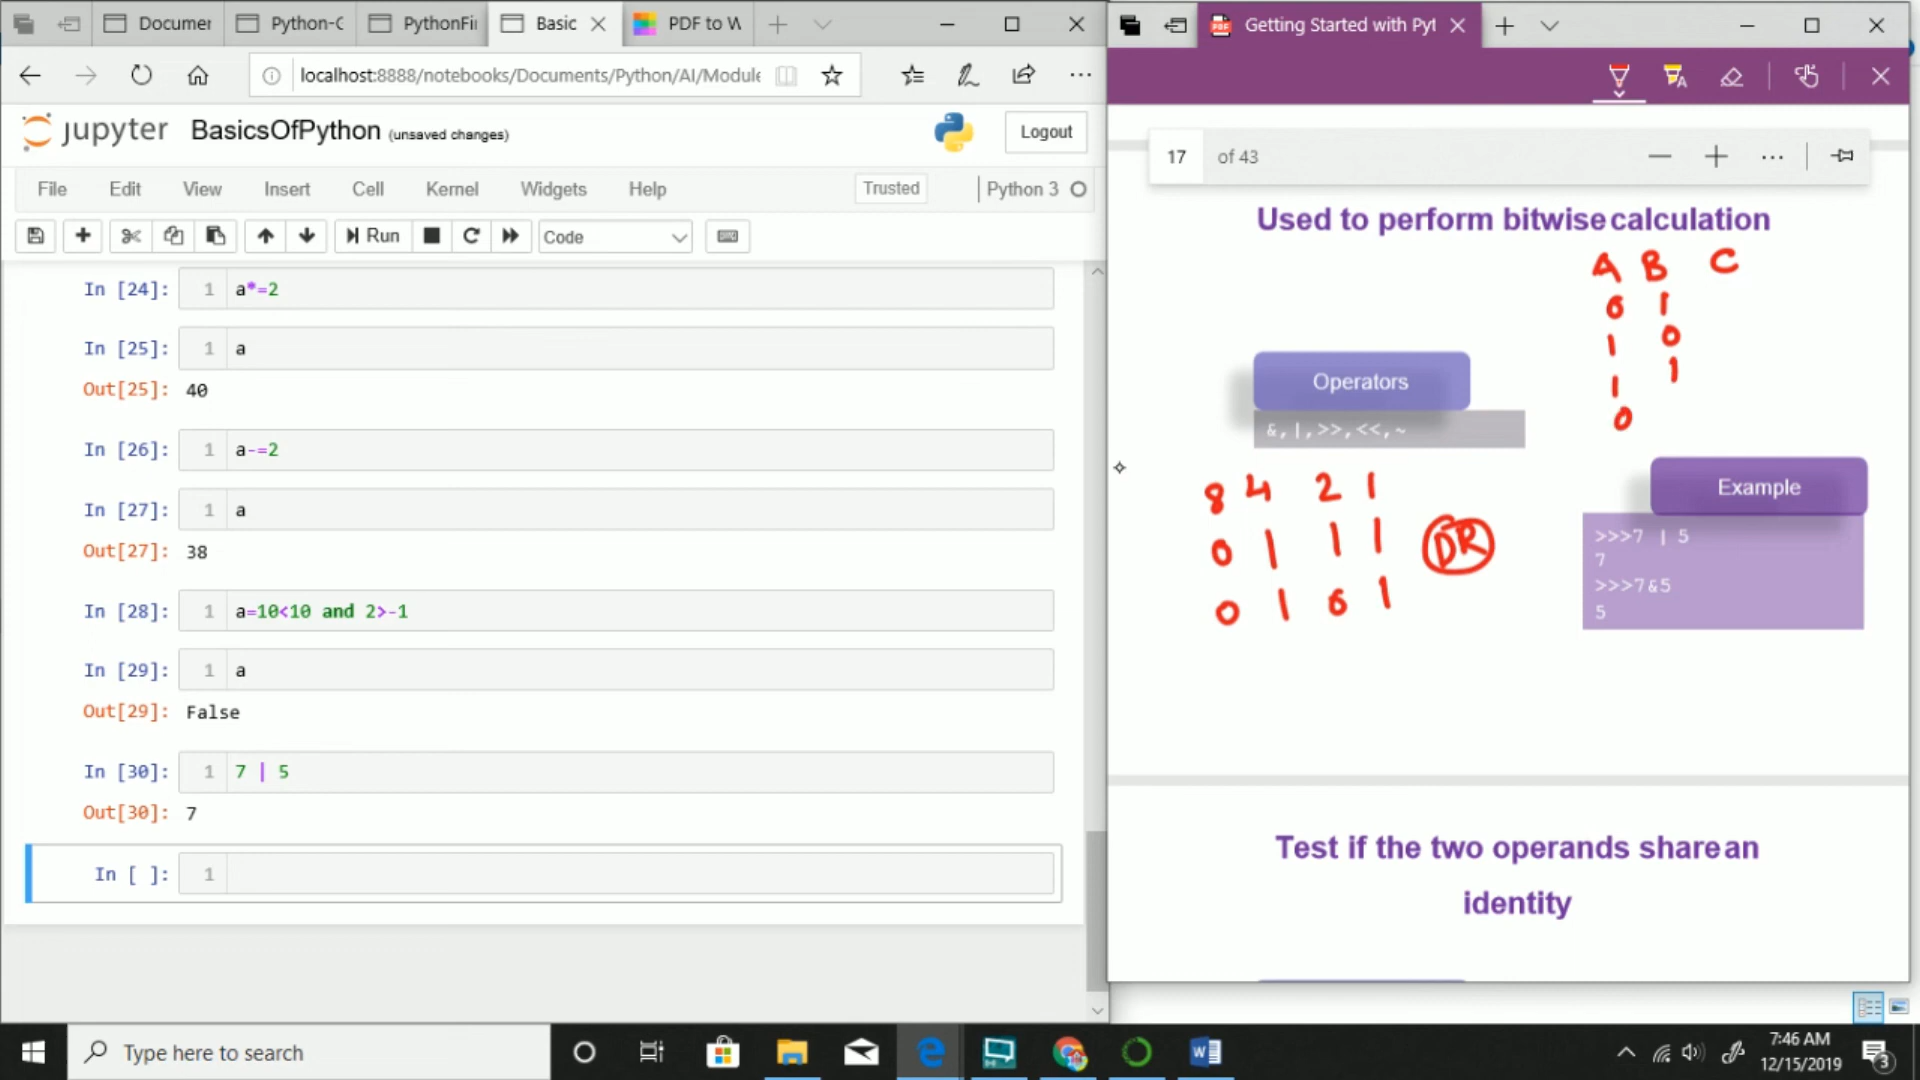 Documer
Python-C
PythonFii
Basic
PDF to W
localhost:8888/notebooks/Documents/Python/AI/Module
jupyter BasicsOfPython (unsaved changes)
Logout
File Edit View Insert Cell Kernel Widgets Help
Trusted
Python 3
Run
Code
In [24]: 1 a*=2
In [25]: 1 a
Out[25]: 40
In [26]: 1 a-=2
In [27]: 1 a
Out[27]: 38
In [28]: 1 a=10<10 and 2>-1
In [29]: 1 a
Out[29]: False
In [30]: 1 7 | 5
Out[30]: 7
In [ ]: 1
Getting Started with Pyt
17 of 43
Used to perform bitwise calculation
A B C
0 1
1 0
1 1
0
Operators
&,|,>>,<<,~
8 4 2 1
0 1 1 1
0 1 0 1
Example
>>>7 | 5
7
>>>7&5
5
Test if the two operands share an
identity
Type here to search
7:46 AM
12/15/2019
3